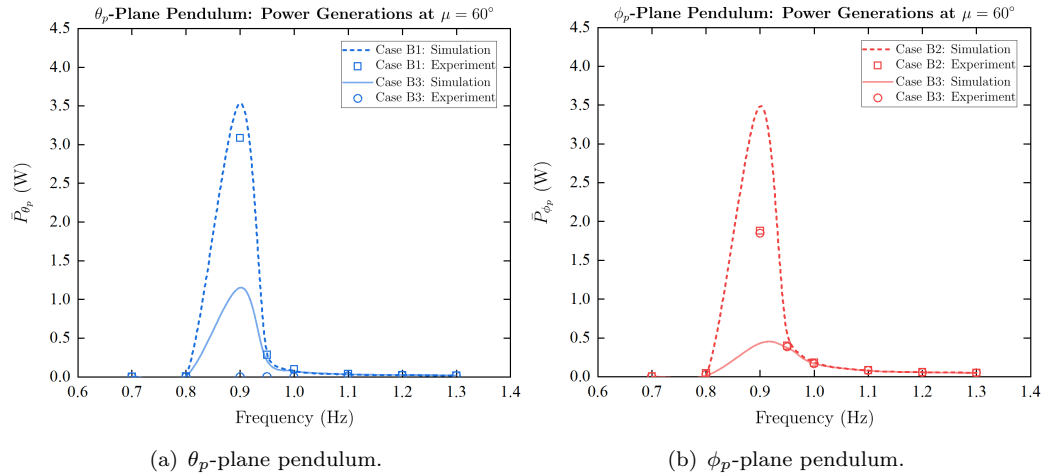 θp-Plane Pendulum: Power Generations at μ = 60°
4.5
4.0
3.5
3.0
2.5
2.0
1.5
1.0
0.5
0.0
0.6
0.7
0.8
0.9
1.0
1.1
1.2
1.3
1.4
P̄θp (W)
Frequency (Hz)
Case B1: Simulation
Case B1: Experiment
Case B3: Simulation
Case B3: Experiment
(a) θp-plane pendulum.
ϕp-Plane Pendulum: Power Generations at μ = 60°
4.5
4.0
3.5
3.0
2.5
2.0
1.5
1.0
0.5
0.0
0.6
0.7
0.8
0.9
1.0
1.1
1.2
1.3
1.4
P̄ϕp (W)
Frequency (Hz)
Case B2: Simulation
Case B2: Experiment
Case B3: Simulation
Case B3: Experiment
(b) ϕp-plane pendulum.